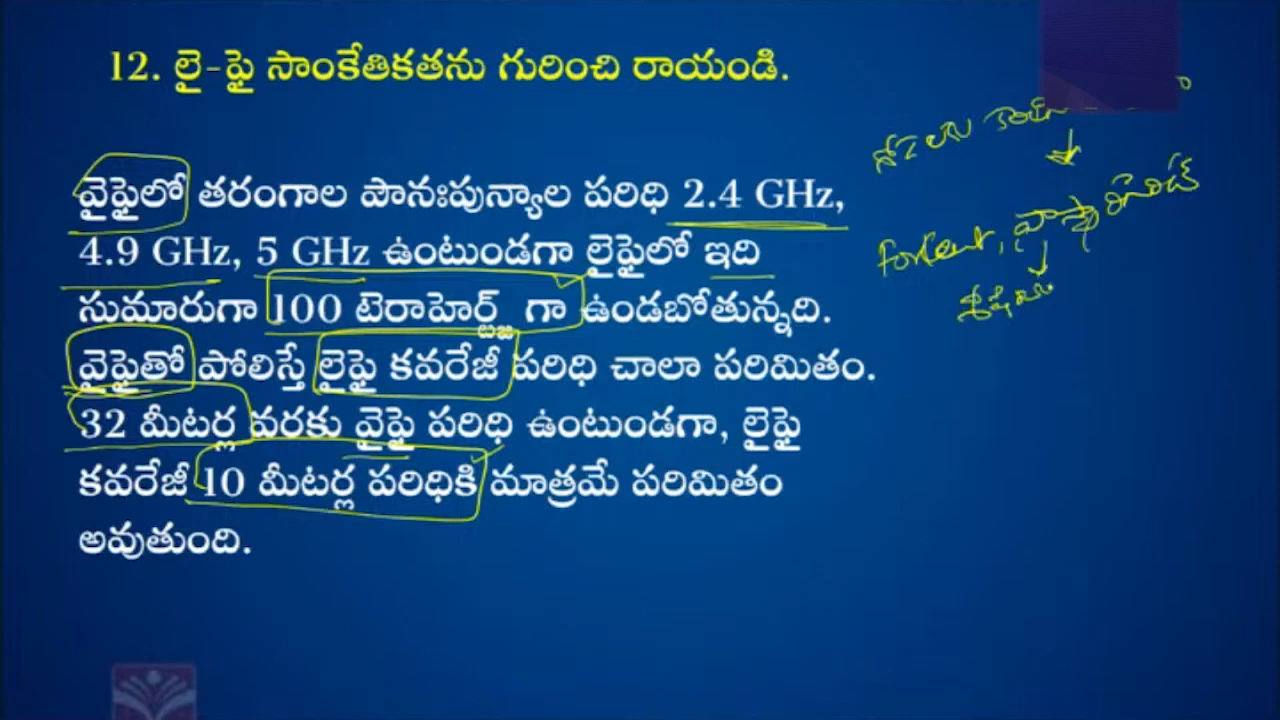 12. లై-ఫై సాంకేతికతను గురించి రాయండి.
వైఫైలో తరంగాల పౌనఃపున్యాల పరిధి 2.4 GHz,
4.9 GHz, 5 GHz ఉంటుండగా లైఫైలో ఇది
సుమారుగా 100 టెరాహెర్ట్జ్ గా ఉండబోతున్నది.
వైఫైతో పోలిస్తే లైఫై కవరేజీ పరిధి చాలా పరిమితం.
32 మీటర్ల వరకు వైఫై పరిధి ఉంటుండగా, లైఫై
కవరేజీ 10 మీటర్ల పరిధికి మాత్రమే పరిమితం
అవుతుంది.